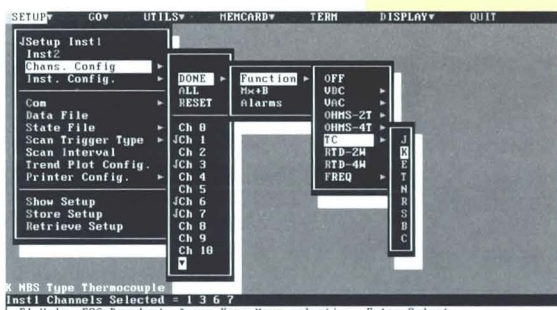 SETUP▼ GO▼ UTILS▼ MEMCARD▼ TERM DISPLAY▼ QUIT
√Setup Inst1
Inst2
Chans. Config ►
Inst. Config. ►
Com ►
Data File
State File ►
Scan Trigger Type ►
Scan Interval
Trend Plot Config.
Printer Config. ►
Show Setup
Store Setup
Retrieve Setup
DONE ►
ALL
RESET
Ch 0
√Ch 1
Ch 2
√Ch 3
Ch 4
Ch 5
√Ch 6
√Ch 7
Ch 8
Ch 9
Ch 10
▼
Function ►
Mx+B
Alarms
OFF
VDC ►
VAC ►
OHMS-2T ►
OHMS-4T ►
TC ►
RTD-2W
RTD-4W
FREQ ►
J
K
E
T
N
R
S
B
C
K NBS Type Thermocouple
Inst1 Channels Selected = 1 3 6 7